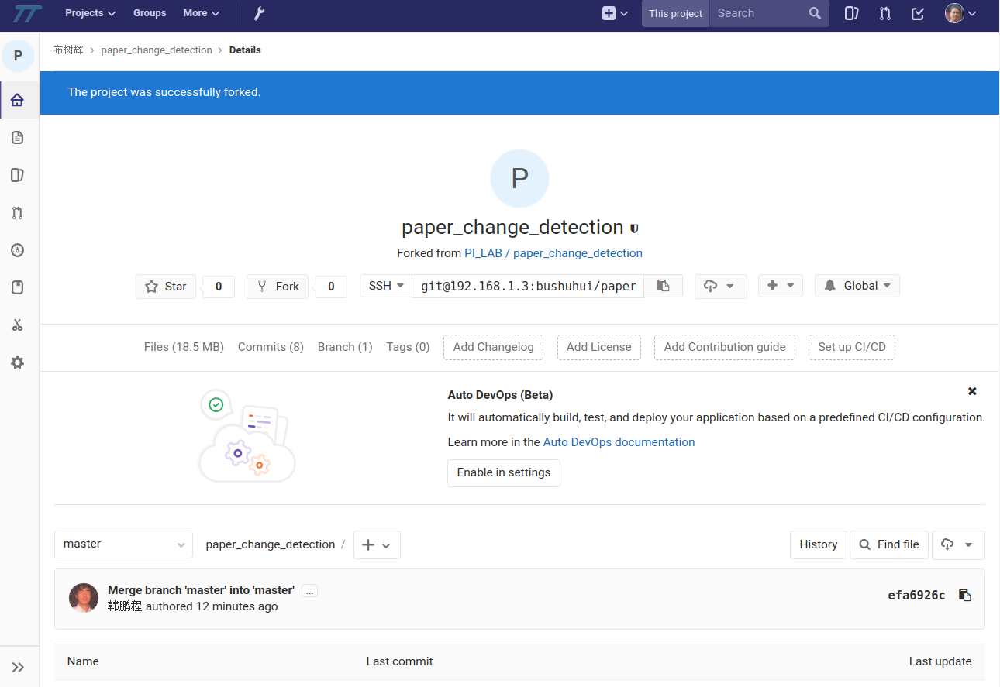 Projects Groups More This project Search
布树辉 > paper_change_detection > Details
P
The project was successfully forked.
P
paper_change_detection
Forked from PI_LAB / paper_change_detection
Star 0 Fork 0 SSH git@192.168.1.3:bushuhui/paper Global
Files (18.5 MB) Commits (8) Branch (1) Tags (0) Add Changelog Add License Add Contribution guide Set up CI/CD
Auto DevOps (Beta)
It will automatically build, test, and deploy your application based on a predefined CI/CD configuration.
Learn more in the Auto DevOps documentation
Enable in settings
master paper_change_detection / History Find file
Merge branch 'master' into 'master' ...
韩鹏程 authored 12 minutes ago
efa6926c
Name Last commit Last update